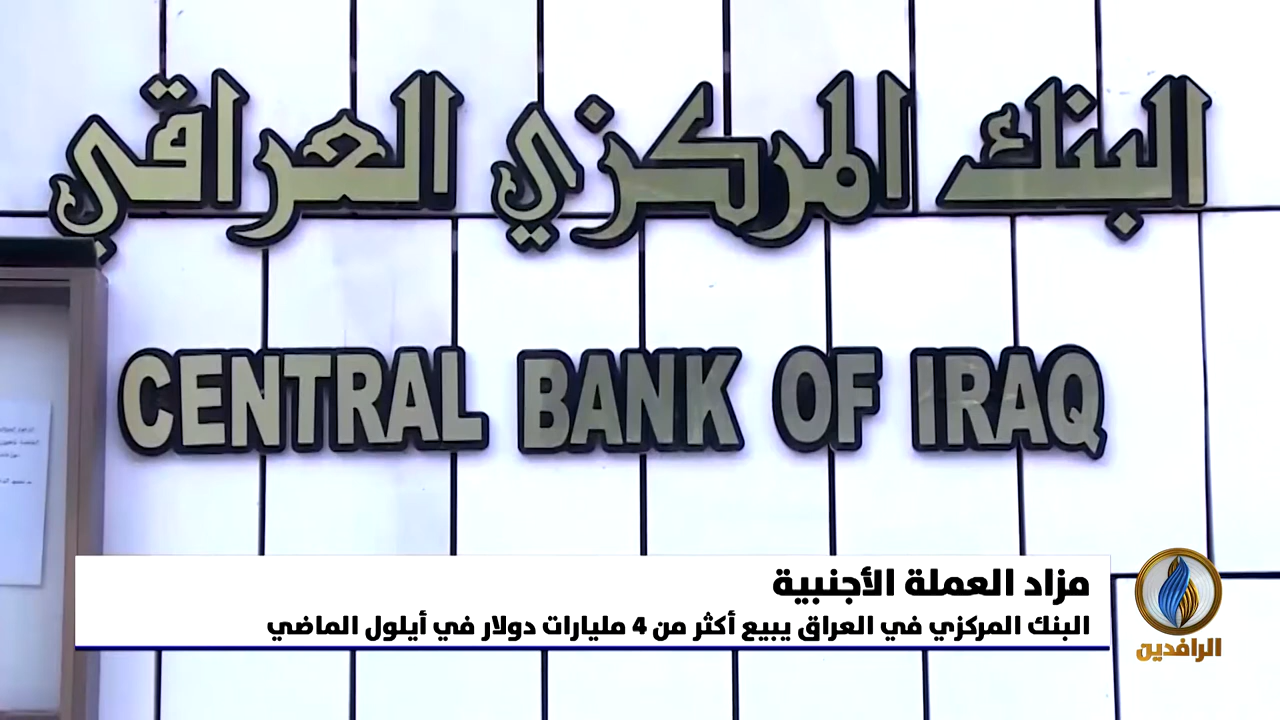 البنك المركزي العراقي
CENTRAL BANK OF IRAQ
مزاد العملة الأجنبية
البنك المركزي في العراق يبيع أكثر من 4 مليارات دولار في أيلول الماضي
الرافدين